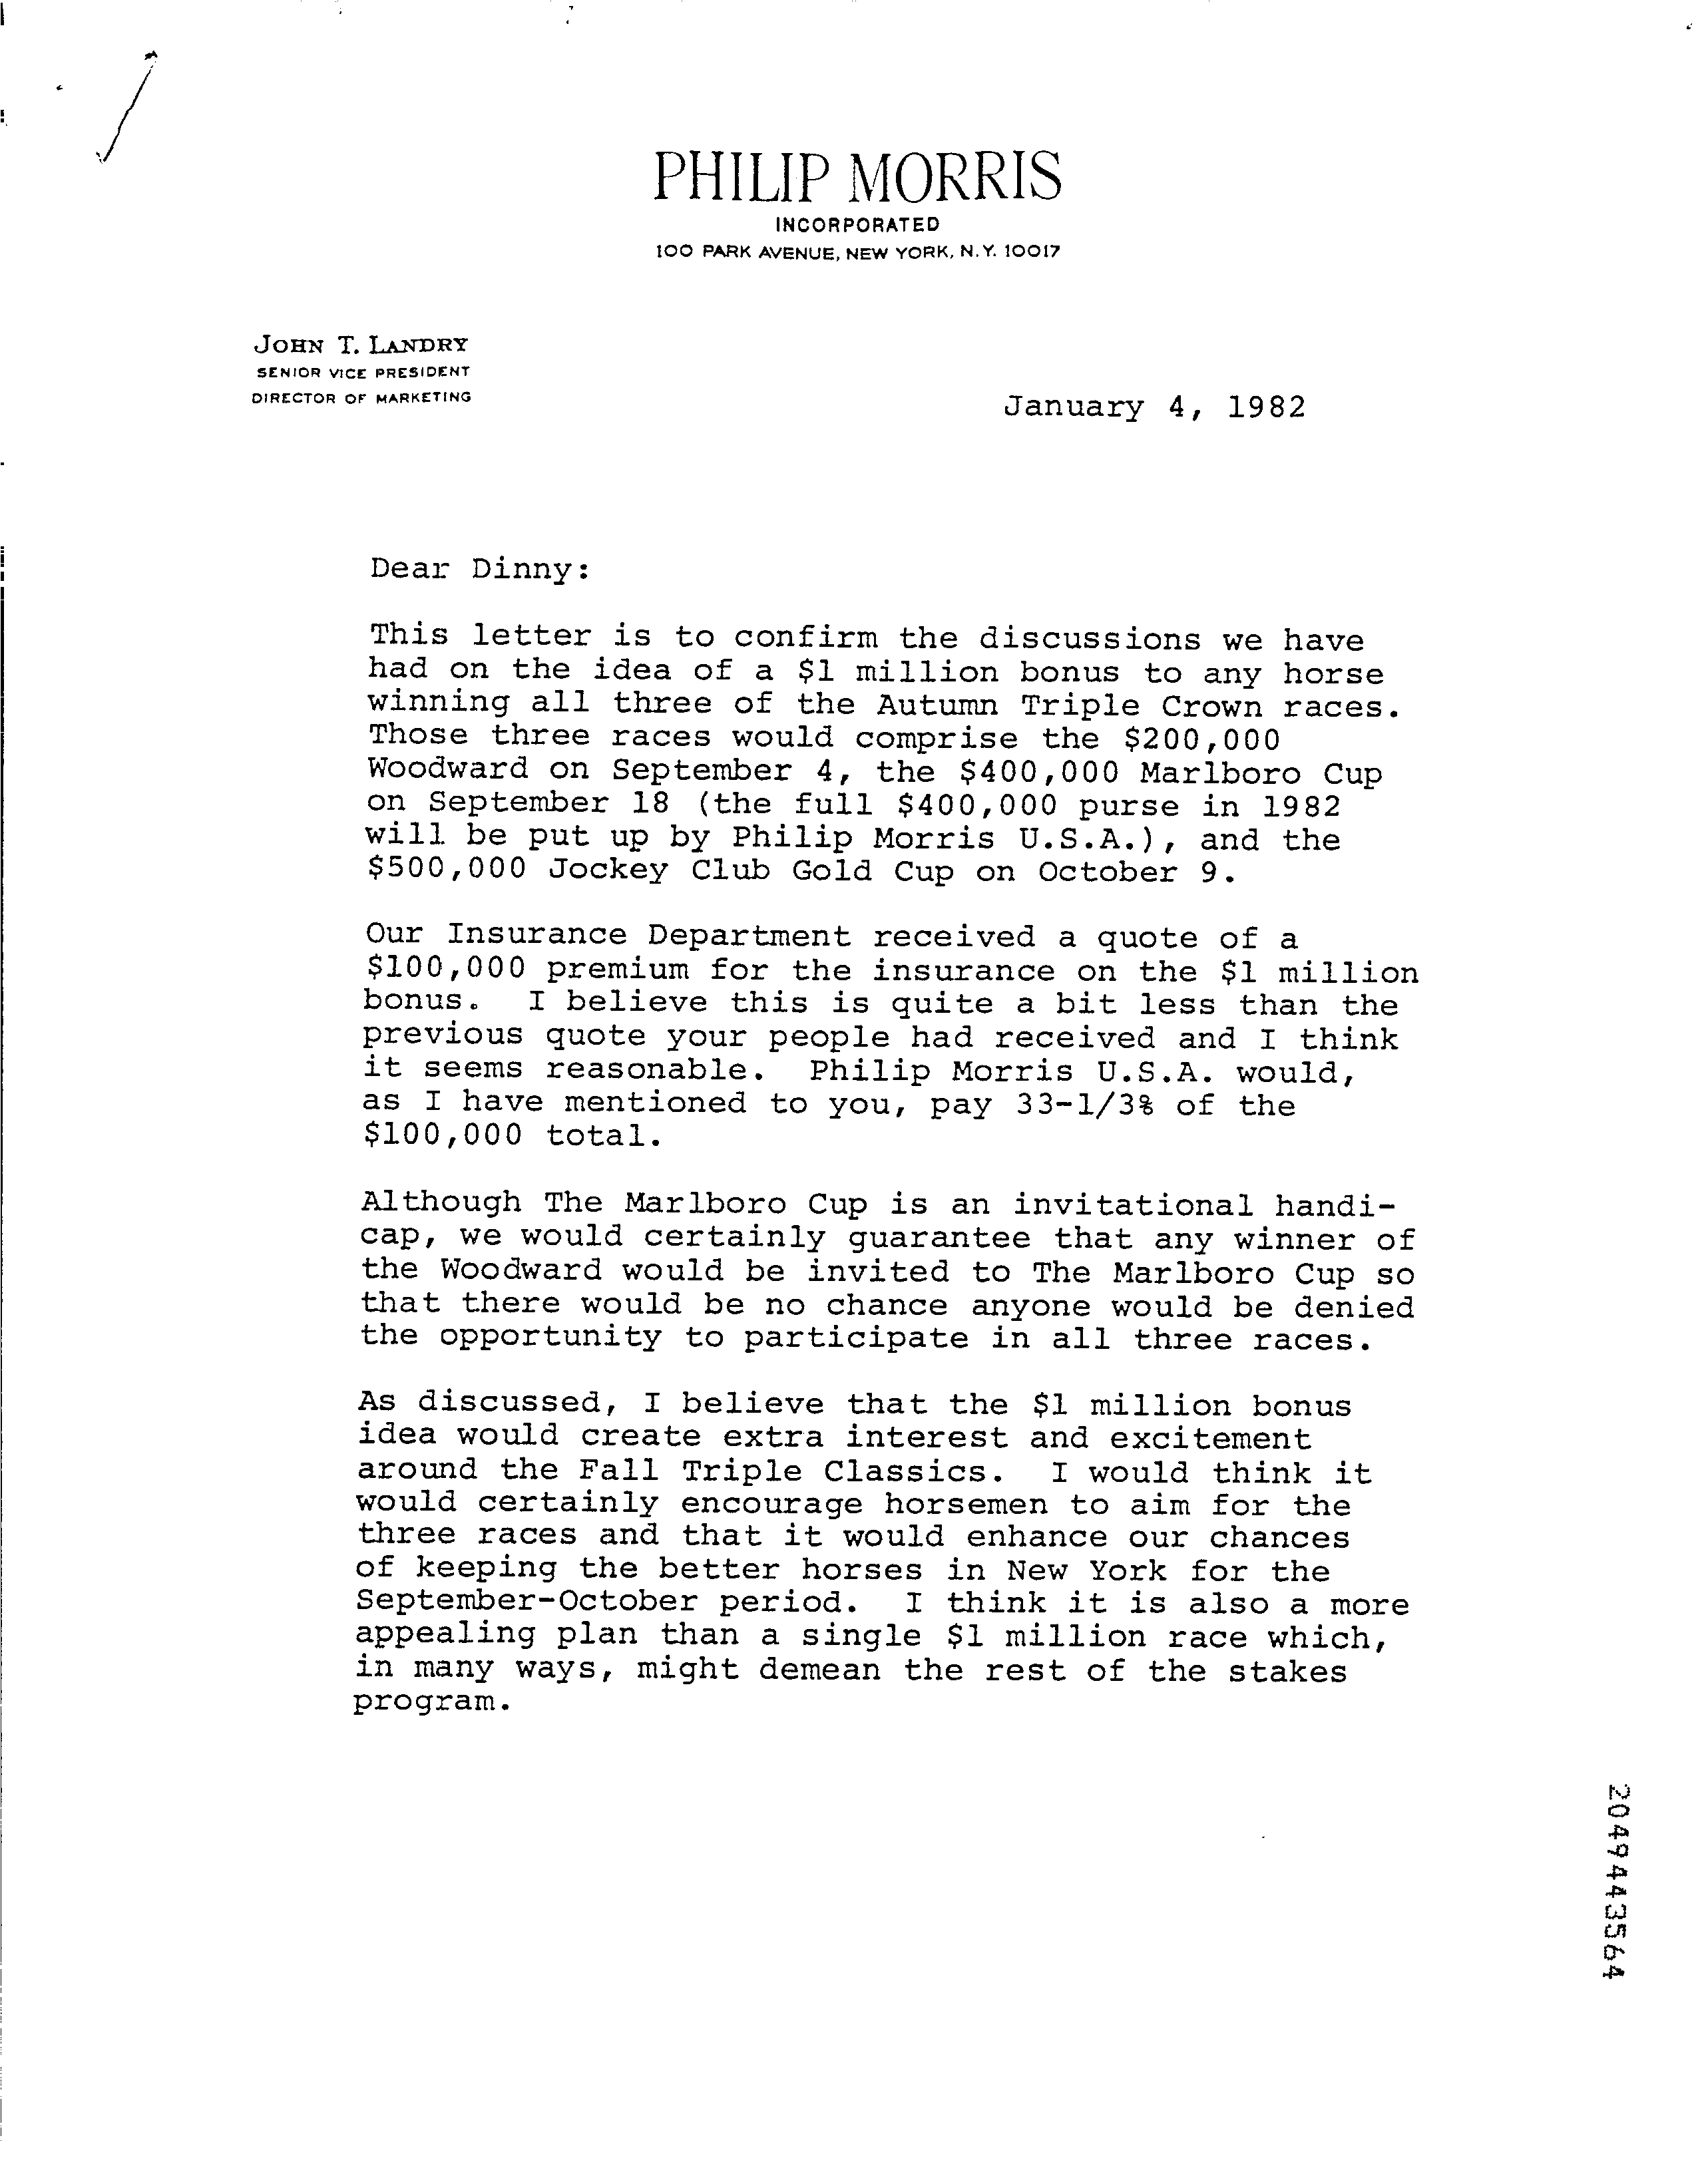 PHILIP MORRIS
INCORPORATED
100 PARK AVENUE, NEW YORK, N.Y. 10017
JOHN T. LANDRY
SENIOR VICE PRESIDENT
DIRECTOR OF MARKETING
January 4, 1982
Dear Dinny:
This letter is to confirm the discussions we have
had on the idea of a $1 million bonus to any horse
winning all three of the Autumn Triple Crown races.
Those three races would comprise the $200,000
Woodward on September 4, the $400,000 Marlboro Cup
on September 18 (the full $400,000 purse in 1982
will be put up by Philip Morris U.S.A.), and the
$500,000 Jockey Club Gold Cup on October 9.
Our Insurance Department received a quote of a
$100,000 premium for the insurance on the $1 million
bonus. I believe this is quite a bit less than the
previous quote your people had received and I think
it seems reasonable. Philip Morris U.S.A. would,
as I have mentioned to you, pay 33-1/3% of the
$100,000 total.
Although The Marlboro Cup is an invitational handi-
cap, we would certainly guarantee that any winner of
the Woodward would be invited to The Marlboro Cup so
that there would be no chance anyone would be denied
the opportunity to participate in all three races.
As discussed, I believe that the $1 million bonus
idea would create extra interest and excitement
around the Fall Triple Classics. I would think it
would certainly encourage horsemen to aim for the
three races and that it would enhance our chances
of keeping the better horses in New York for the
September-October period. I think it is also a more
appealing plan than a single $1 million race which,
in many ways, might demean the rest of the stakes
program.
2049443564